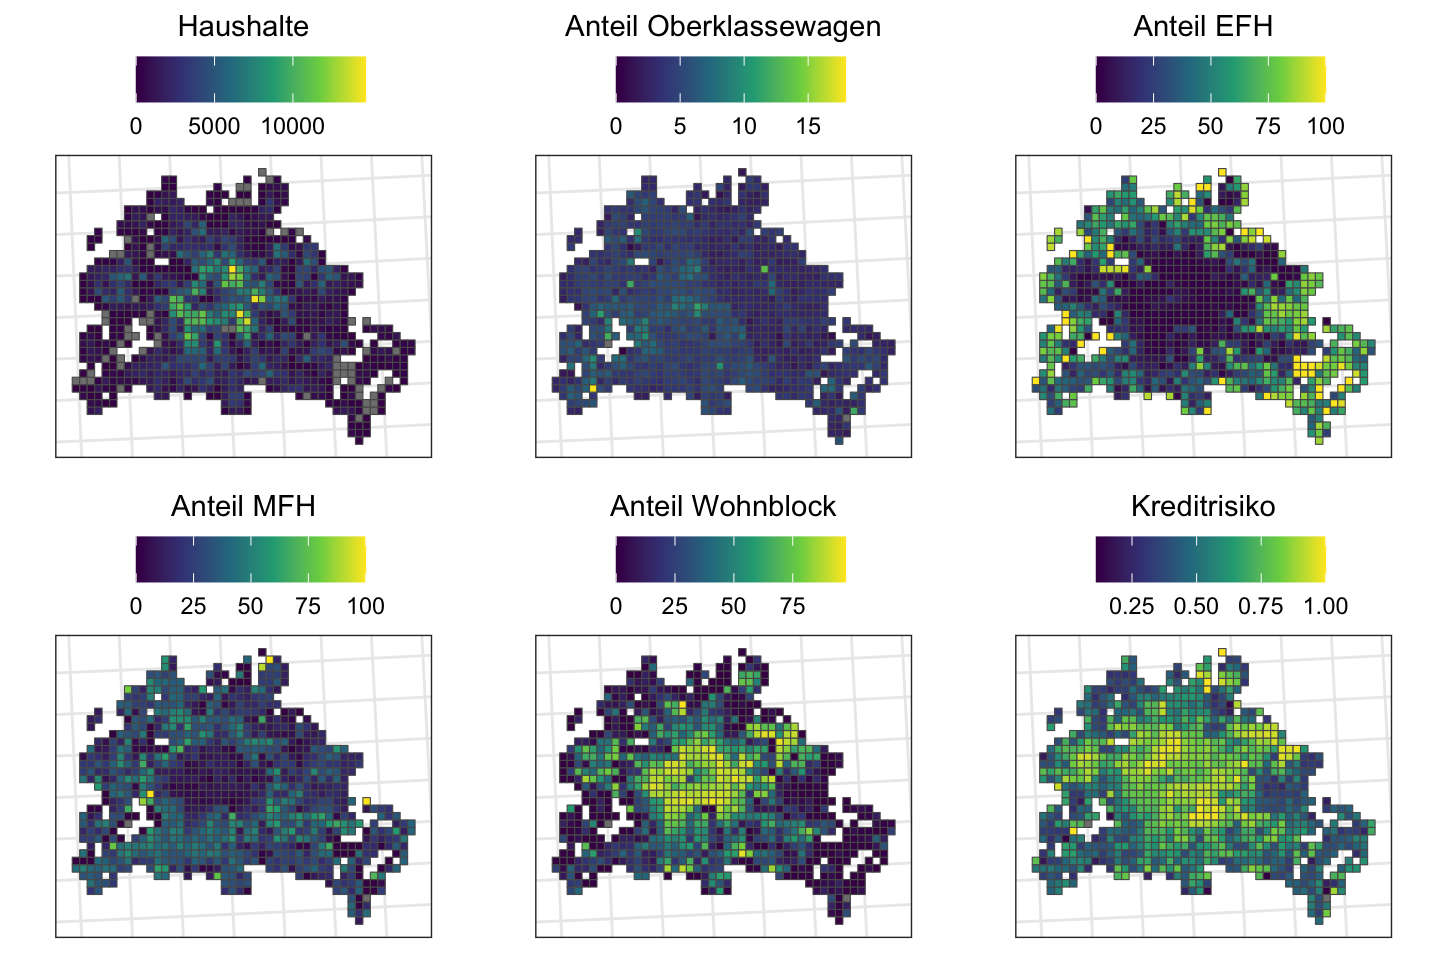 Haushalte
0 5000 10000
Anteil Oberklassewagen
0 5 10 15
Anteil EFH
0 25 50 75 100
Anteil MFH
0 25 50 75 100
Anteil Wohnblock
0 25 50 75
Kreditrisiko
0.25 0.50 0.75 1.00